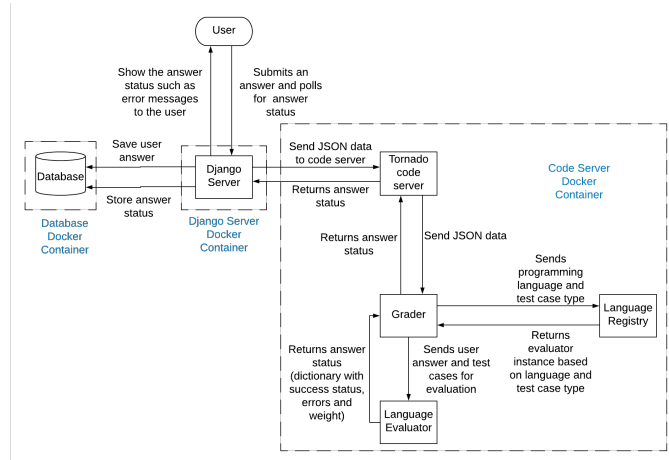 User
Show the answer
status such as
error messages
to the user
Submits an
answer and polls
for answer
status
Save user
answer
Database
Store answer
status
Database
Docker
Container
Django
Server
Django Server
Docker
Container
Send JSON data
to code server
Returns answer
status
Tornado
code
server
Code Server
Docker
Container
Returns answer
status
Send JSON data
Sends
programming
language and
test case type
Grader
Language
Registry
Returns
evaluator
instance based
on language and
test case type
Returns answer
status
(dictionary with
success status,
errors and
weight)
Sends user
answer and test
cases for
evaluation
Language
Evaluator